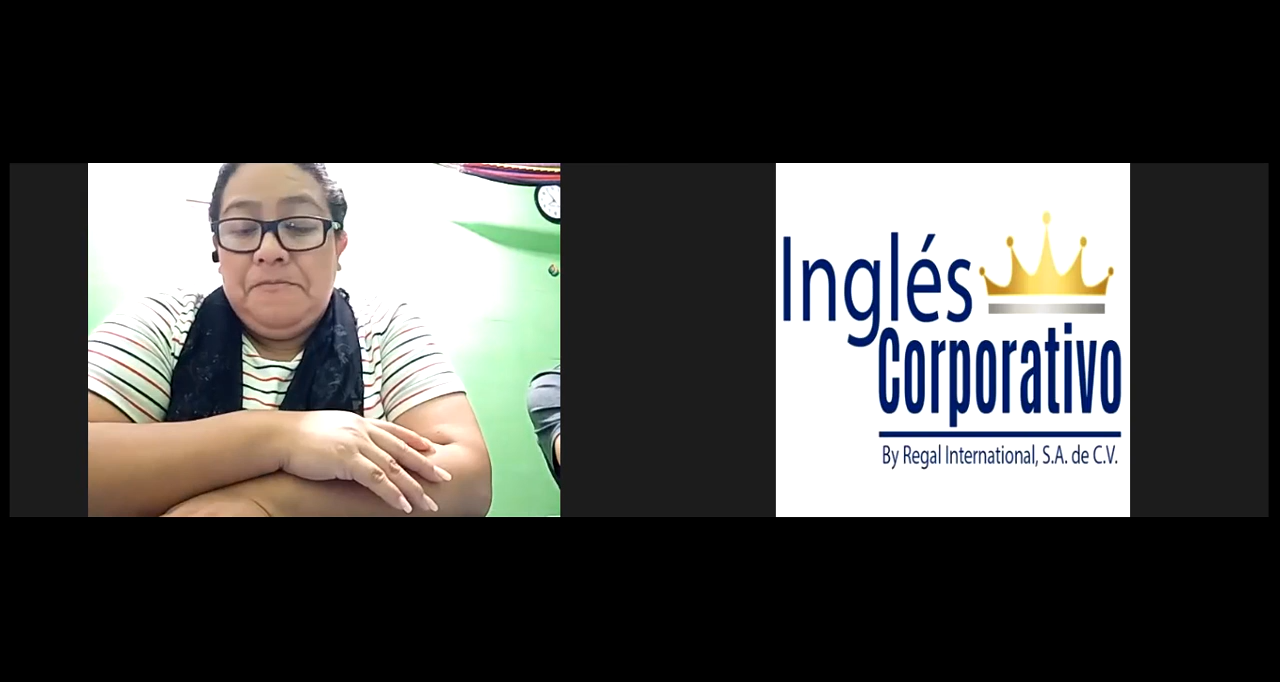 Inglés
Corporativo
By Regal International, S.A. de C.V.